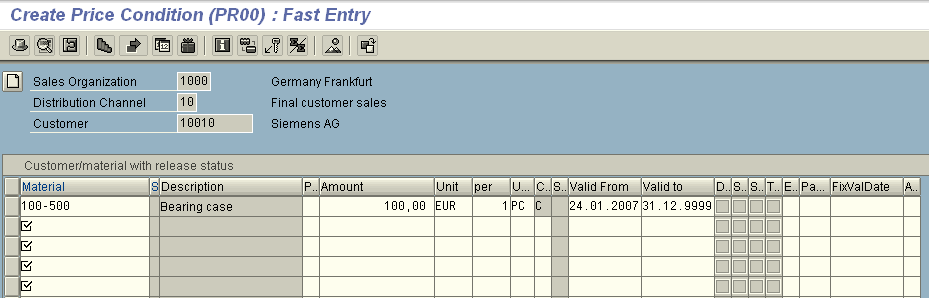 Create Price Condition (PR00) : Fast Entry
Sales Organization 1000 Germany Frankfurt
Distribution Channel 10 Final customer sales
Customer 10010 Siemens AG
Customer/material with release status
Material S Description P.. Amount Unit per U... C.. S.. Valid From Valid to D.. S.. S.. T.. E.. Pa... FixValDate A..
100-500 Bearing case 100,00 EUR 1 PC C 24.01.2007 31.12.9999